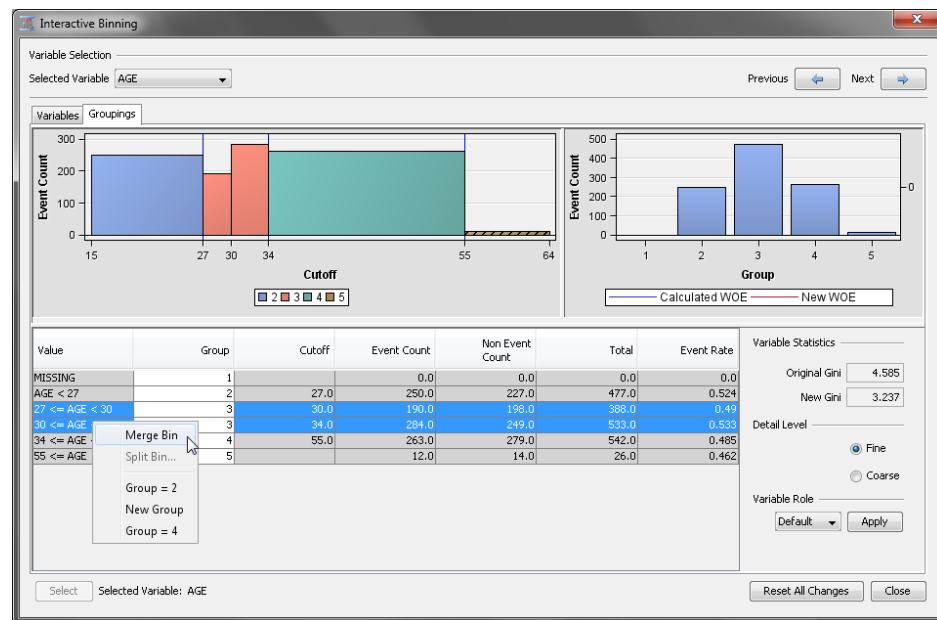 Interactive Binning
Variable Selection
Selected Variable AGE
Previous Next
Variables Groupings
300
200
100
0
Event Count
15 27 30 34 55 64
Cutoff
2 3 4 5
500
400
300
200
100
0
Event Count
0
1 2 3 4 5
Group
Calculated WOE New WOE
Value Group Cutoff Event Count Non Event Count Total Event Rate
MISSING 1 0.0 0.0 0.0 0.0
AGE < 27 2 27.0 250.0 227.0 477.0 0.524
27 <= AGE < 30 3 30.0 190.0 198.0 388.0 0.49
30 <= AGE 3 34.0 284.0 249.0 533.0 0.533
34 <= AGE 4 55.0 263.0 279.0 542.0 0.485
55 <= AGE 5 12.0 14.0 26.0 0.462
Merge Bin
Split Bin...
Group = 2
New Group
Group = 4
Variable Statistics
Original Gini 4.585
New Gini 3.237
Detail Level
Fine
Coarse
Variable Role
Default Apply
Select Selected Variable: AGE
Reset All Changes Close